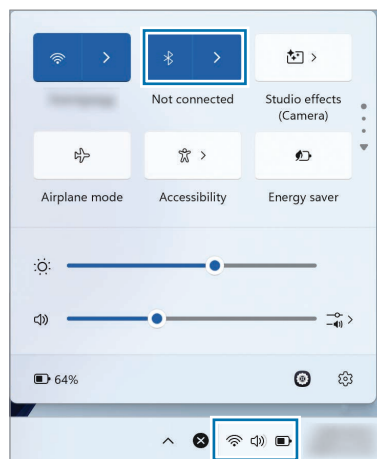 Not connected
Studio effects
(Camera)
Airplane mode
Accessibility
Energy saver
64%